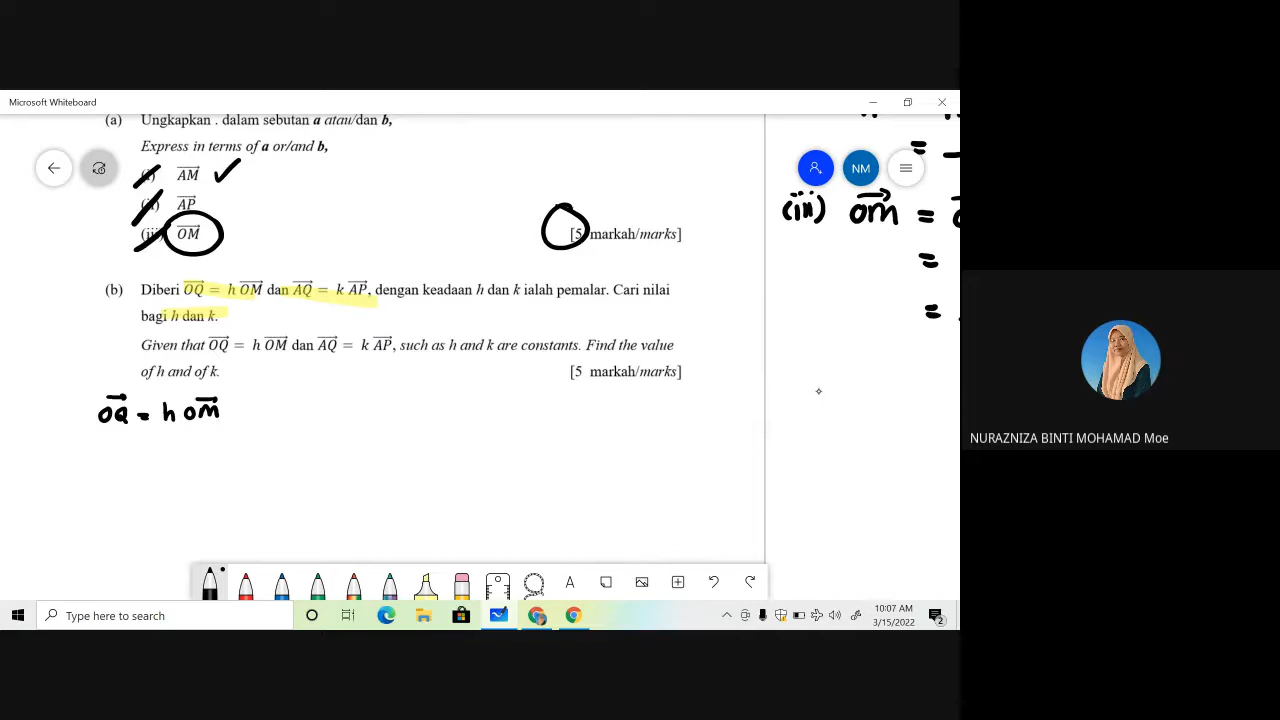 Microsoft Whiteboard
(a) Ungkapkan . dalam sebutan a atau/dan b,
Express in terms of a or/and b,
(i) AM
(ii) AP
(iii) OM [5 markah/marks]
(b) Diberi OQ = h OM dan AQ = k AP, dengan keadaan h dan k ialah pemalar. Cari nilai
bagi h dan k.
Given that OQ = h OM dan AQ = k AP, such as h and k are constants. Find the value
of h and of k. [5 markah/marks]
OQ = h OM
NM
=
(iii) OM =
=
=
NURAZNIZA BINTI MOHAMAD Moe
A
Type here to search
10:07 AM
3/15/2022
2